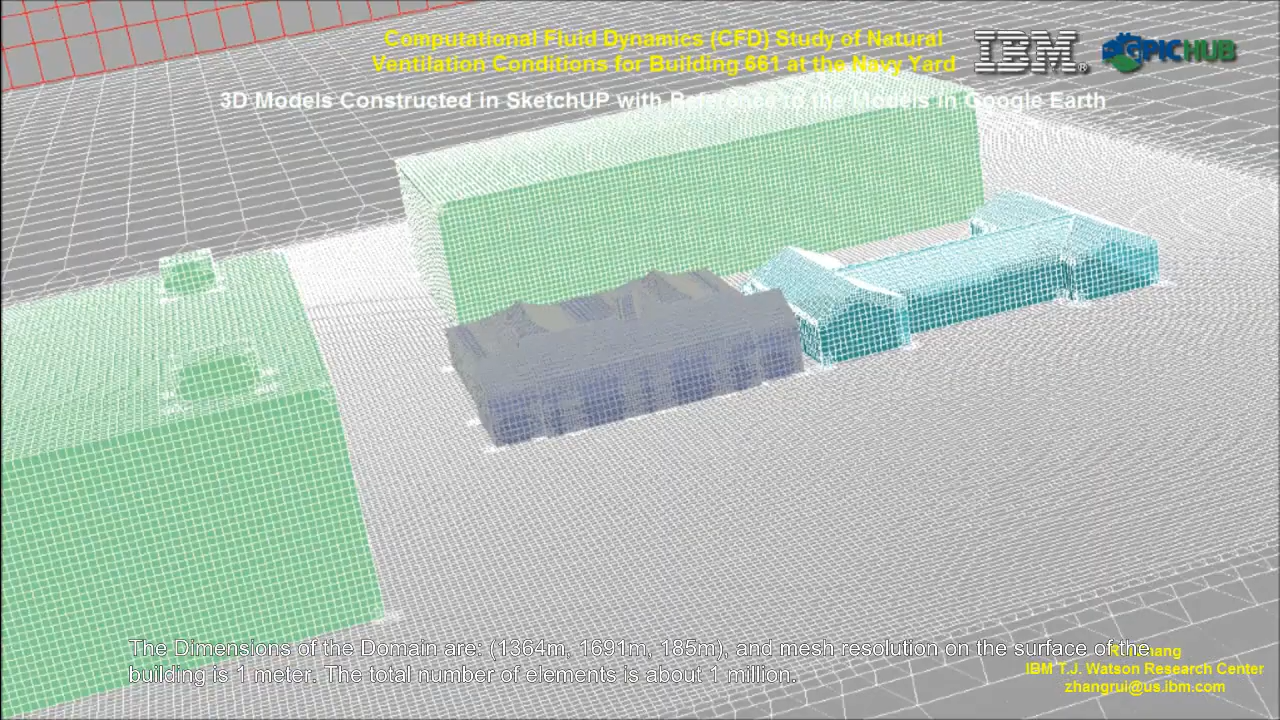 Computational Fluid Dynamics (CFD) Study of Natural
Ventilation Conditions for Building 661 at the Navy Yard
IBM®
GPICHUB
3D Models Constructed in SketchUP with Reference to the Models in Google Earth
The Dimensions of the Domain are: (1364m, 1691m, 185m), and mesh resolution on the surface of the
building is 1 meter. The total number of elements is about 1 million.
IBM T.J. Watson Research Center
zhangrui@us.ibm.com